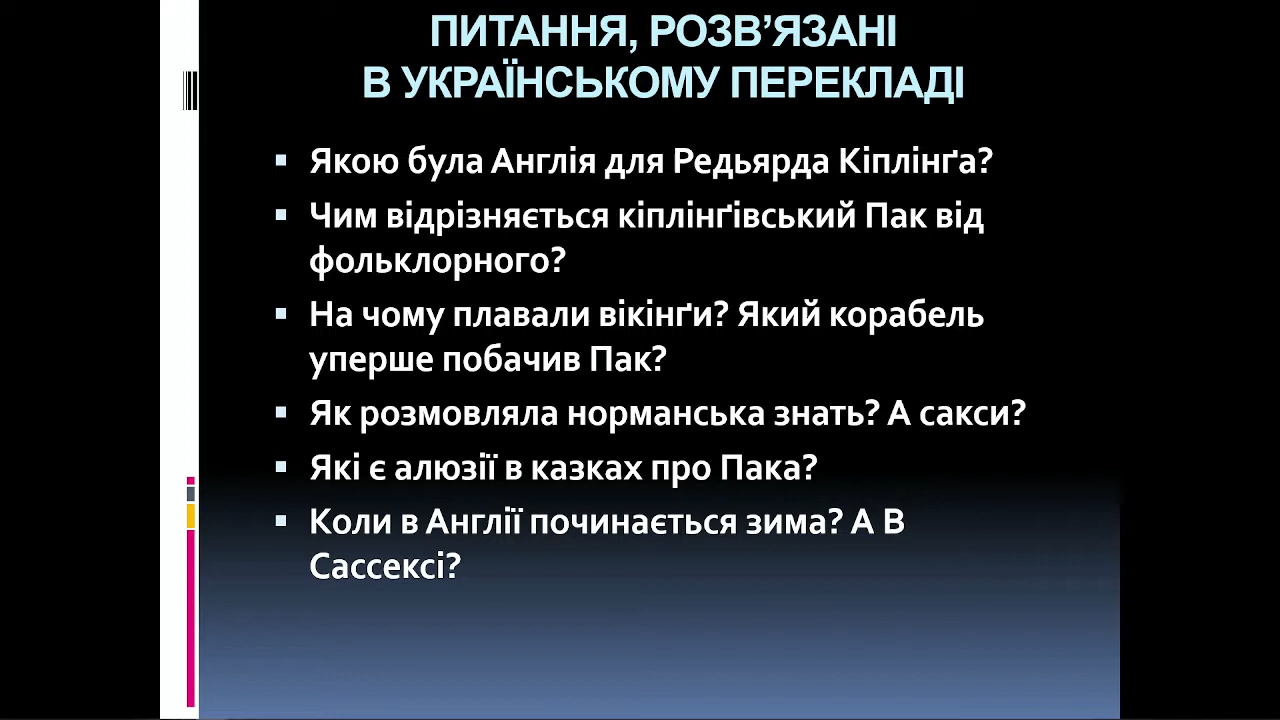 ПИТАННЯ, РОЗВ’ЯЗАНІ
В УКРАЇНСЬКОМУ ПЕРЕКЛАДІ
Якою була Англія для Редьярда Кіплінґа?
Чим відрізняється кіплінґівський Пак від
фольклорного?
На чому плавали вікінґи? Який корабель
уперше побачив Пак?
Як розмовляла норманська знать? А сакси?
Які є алюзії в казках про Пака?
Коли в Англії починається зима? А В
Сассексі?